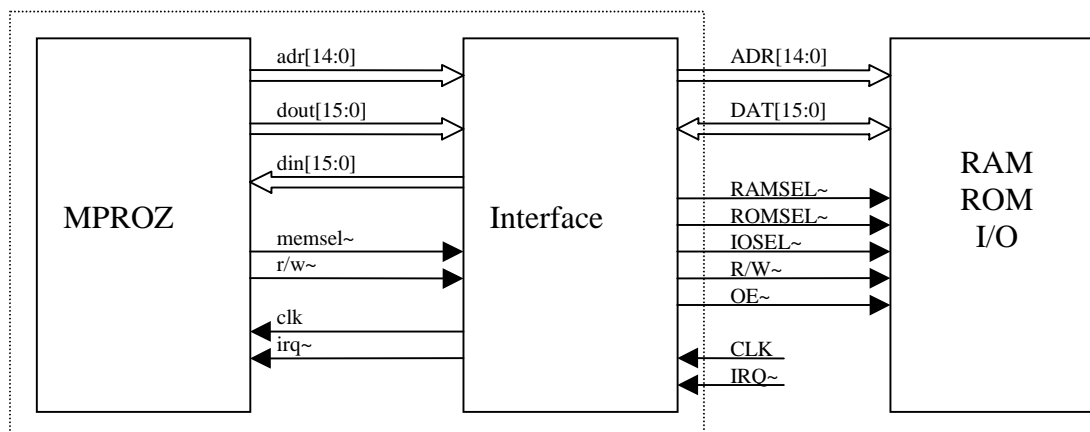 MPROZ
adr[14:0]
dout[15:0]
din[15:0]
memsel~
r/w~
clk
irq~
Interface
ADR[14:0]
DAT[15:0]
RAMSEL~
ROMSEL~
IOSEL~
R/W~
OE~
CLK
IRQ~
RAM
ROM
I/O